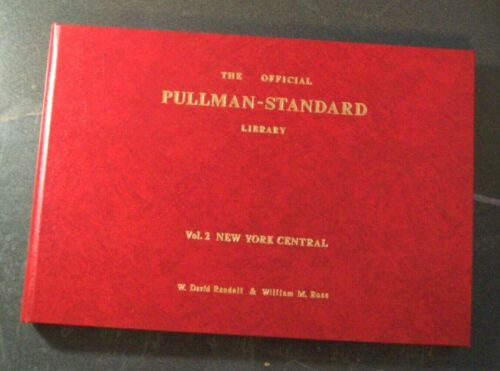 THE OFFICIAL
PULLMAN-STANDARD
LIBRARY
Vol. 2 NEW YORK CENTRAL
W. David Randall & William M. Ross